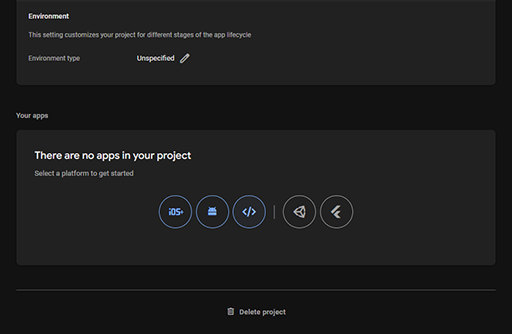 Environment
This setting customizes your project for different stages of the app lifecycle
Environment type Unspecified
Your apps
There are no apps in your project
Select a platform to get started
iOS+
Delete project